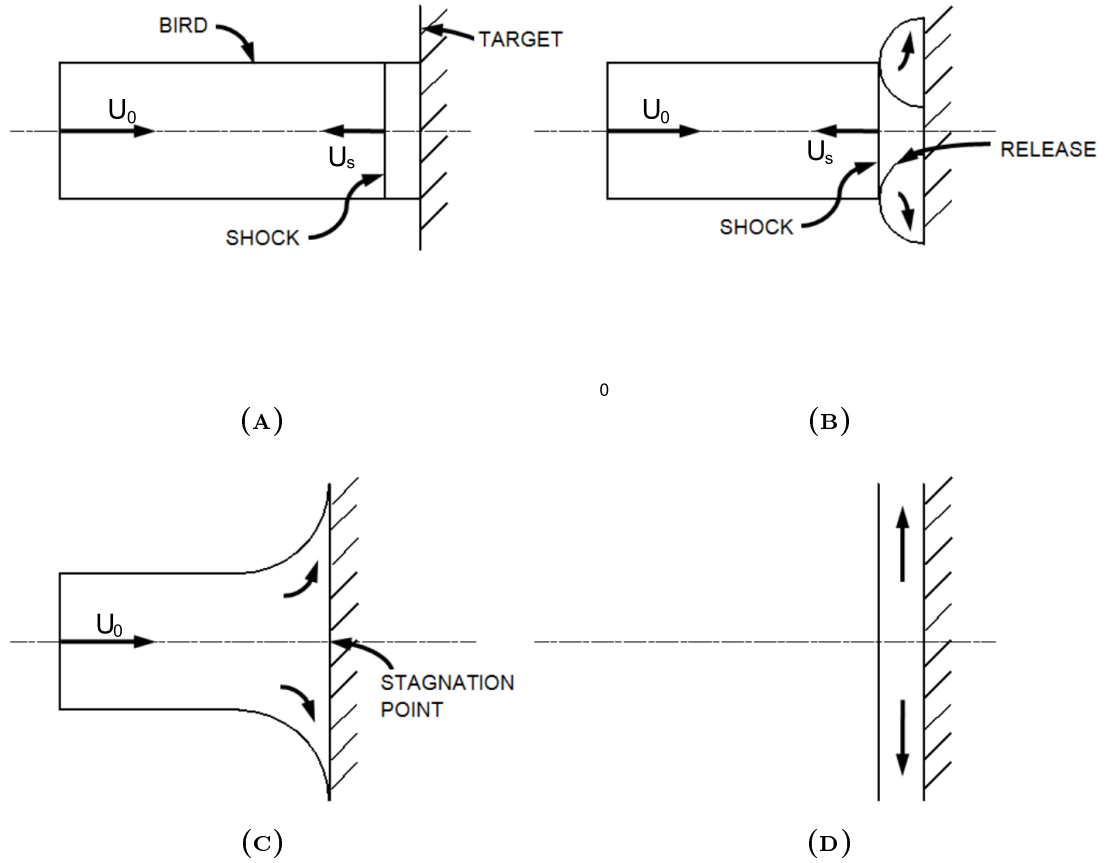 BIRD
TARGET
U₀
Uₛ
SHOCK
U₀
Uₛ
RELEASE
SHOCK
0
(A)
(B)
U₀
STAGNATION
POINT
(C)
(D)